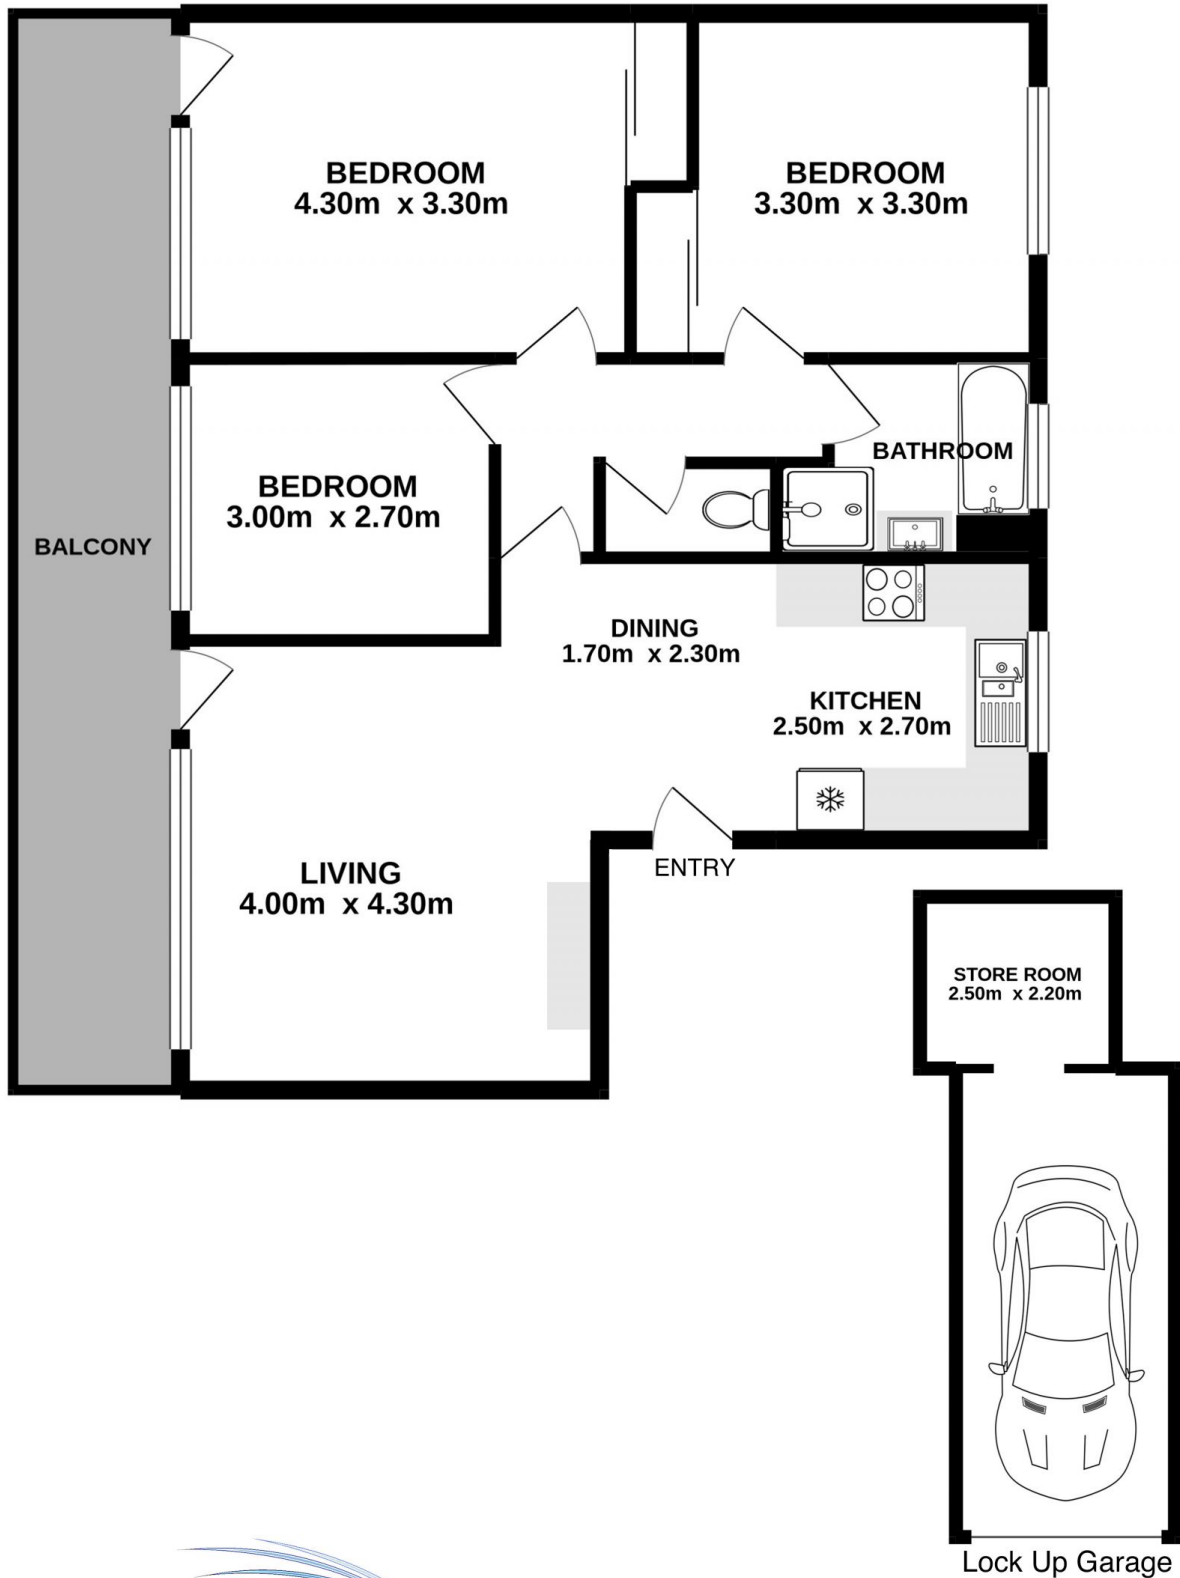 BEDROOM
4.30m x 3.30m
BEDROOM
3.30m x 3.30m
BATHROOM
BEDROOM
3.00m x 2.70m
BALCONY
DINING
1.70m x 2.30m
KITCHEN
2.50m x 2.70m
LIVING
4.00m x 4.30m
ENTRY
STORE ROOM
2.50m x 2.20m
Lock Up Garage